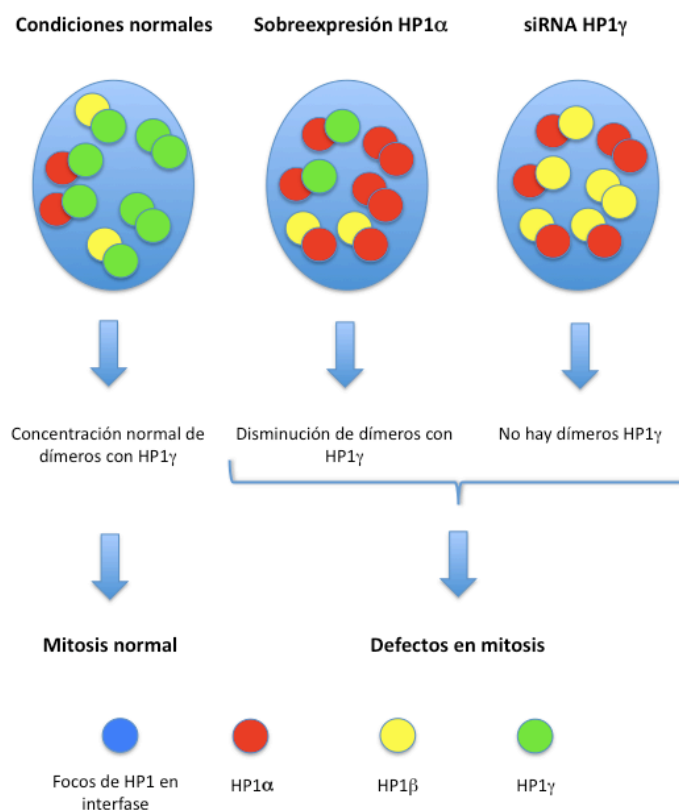 Condiciones normales
Sobreexpresión HP1α
siRNA HP1γ
Concentración normal de
dímeros con HP1γ
Disminución de dímeros con
HP1γ
No hay dímeros HP1γ
Mitosis normal
Defectos en mitosis
Focos de HP1 en
interfase
HP1α
HP1β
HP1γ